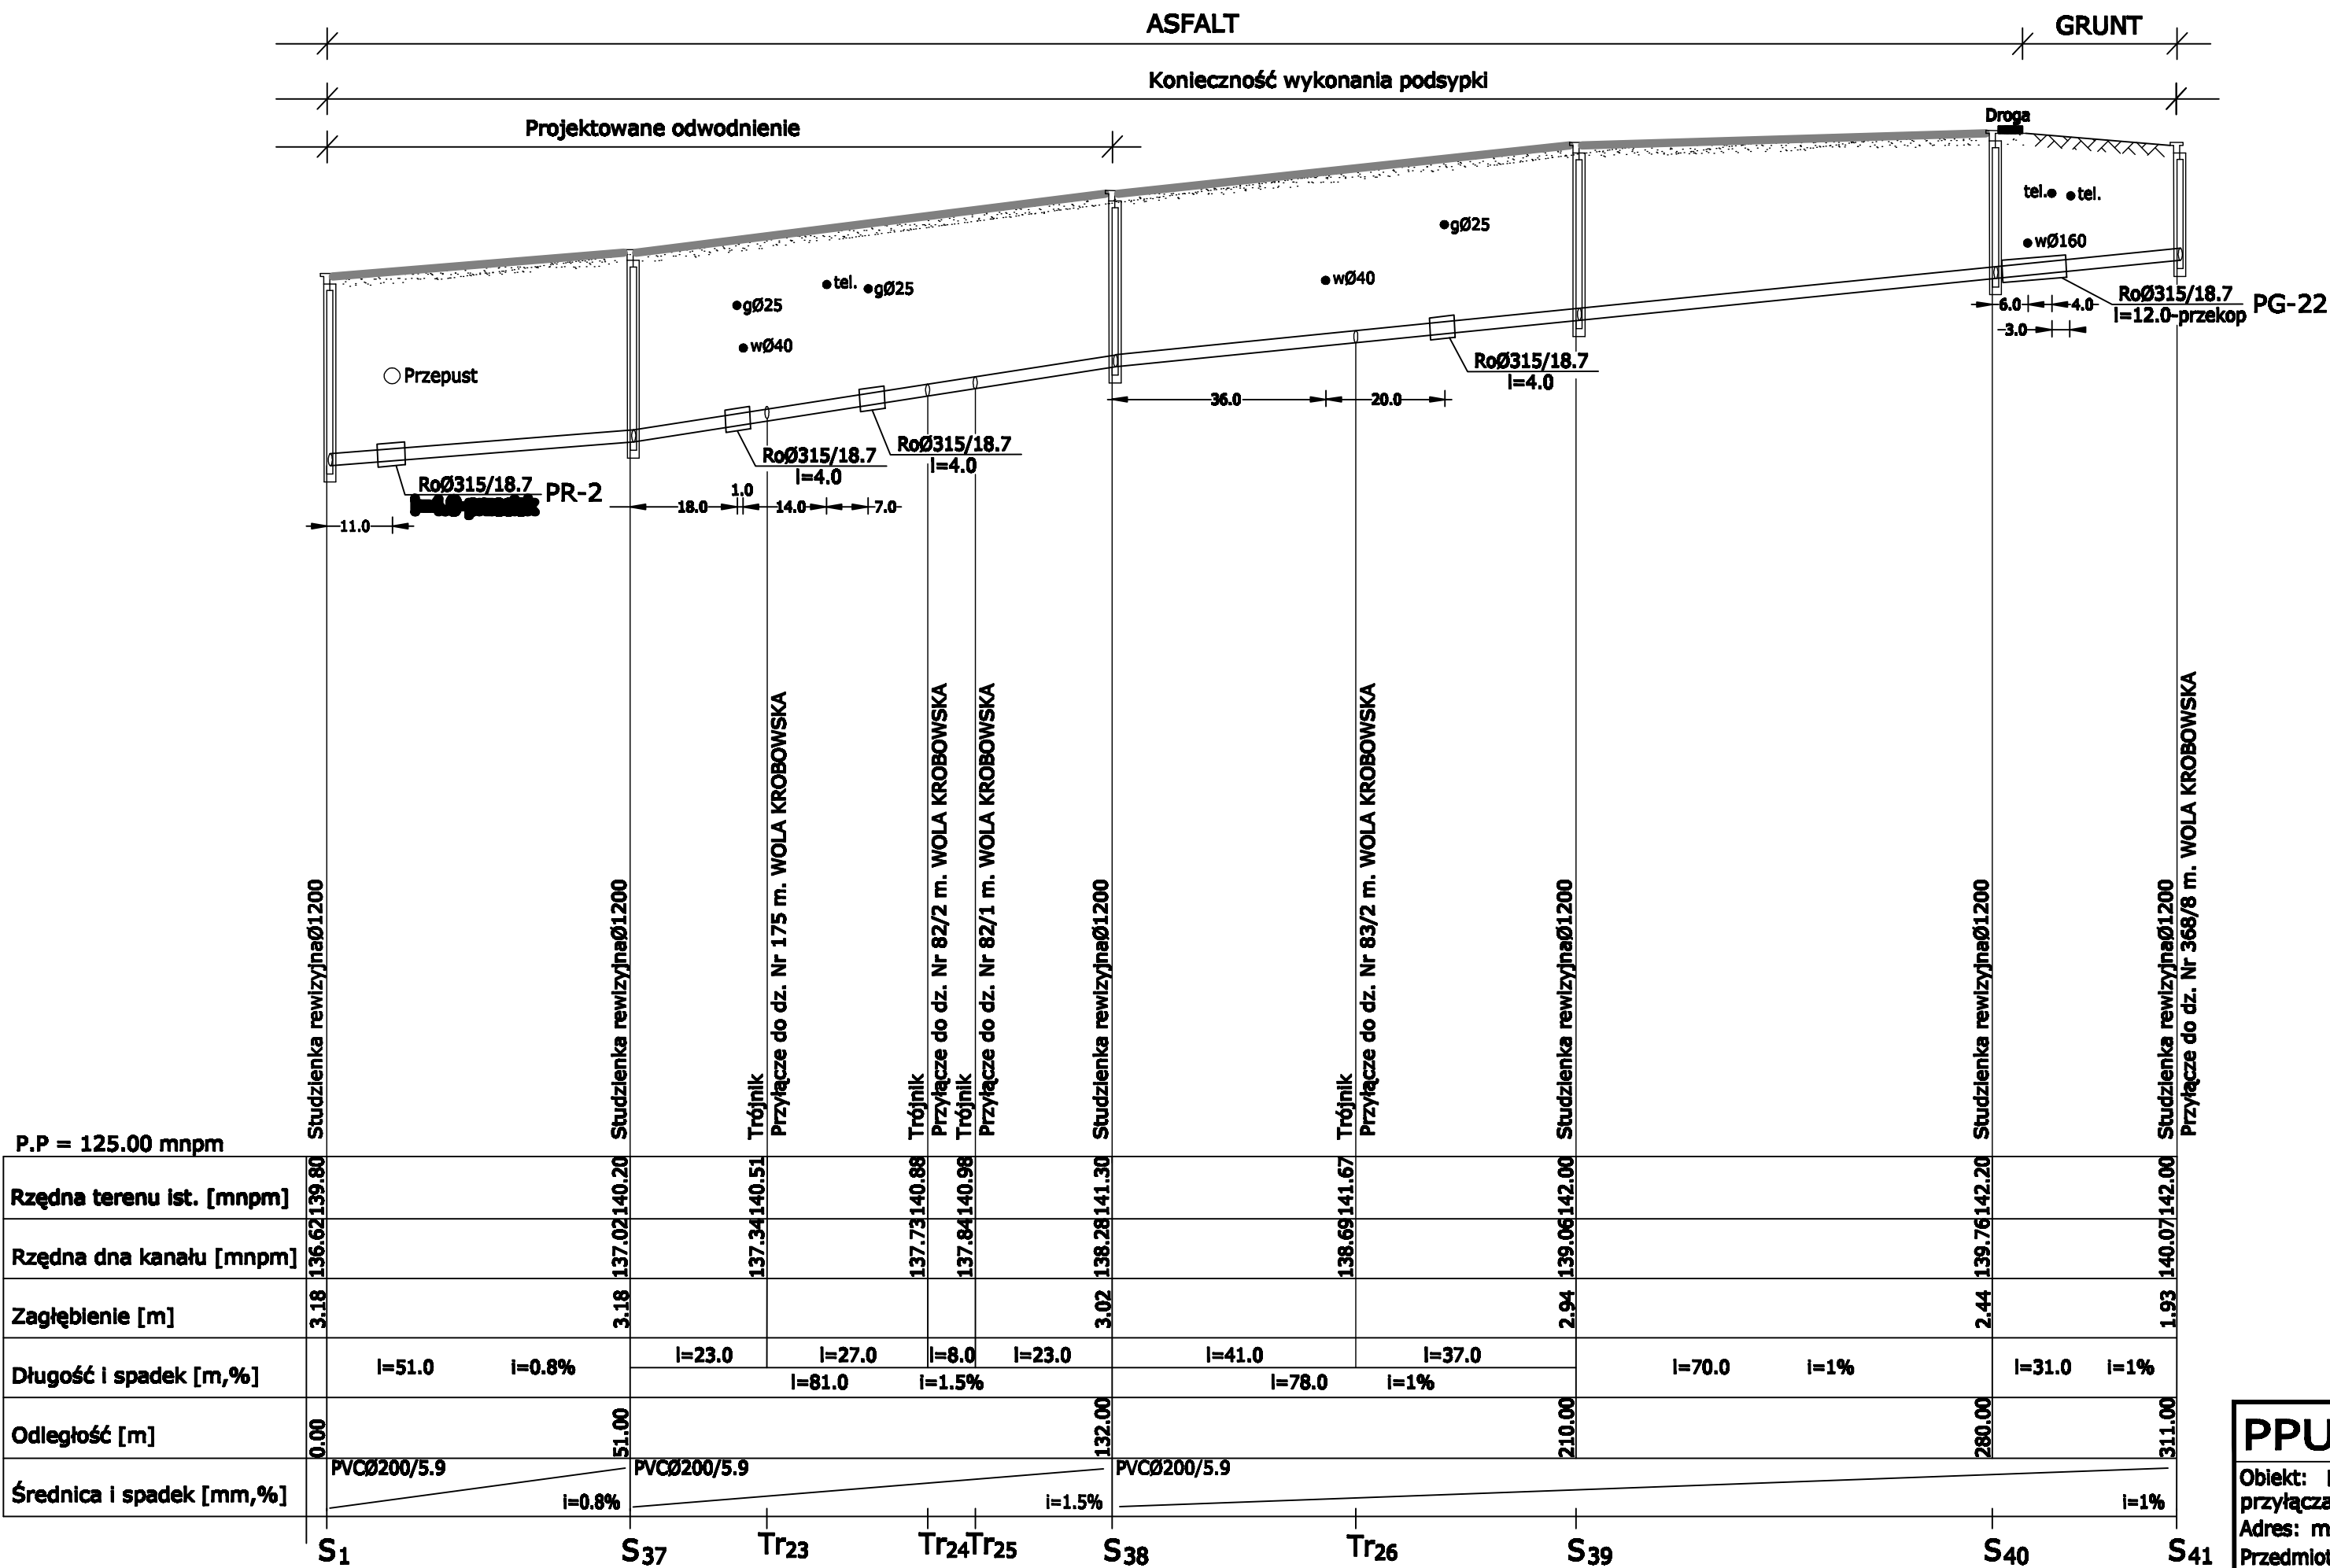 ASFALT
GRUNT
Konieczność wykonania podsypki
Projektowane odwodnienie
Droga
tel.
tel.
wØ160
gØ25
wØ40
tel.
gØ25
gØ25
wØ40
Przepust
6.0
4.0
3.0
RoØ315/18.7
l=12.0-przekop
PG-22
RoØ315/18.7
l=4.0
36.0
20.0
RoØ315/18.7
l=4.0
RoØ315/18.7
l=4.0
RoØ315/18.7
PR-2
11.0
18.0
1.0
14.0
7.0
Studzienka rewizyjnaØ1200
Studzienka rewizyjnaØ1200
Trójnik
Przyłącze do dz. Nr 175 m. WOLA KROBOWSKA
Trójnik
Przyłącze do dz. Nr 82/2 m. WOLA KROBOWSKA
Trójnik
Przyłącze do dz. Nr 82/1 m. WOLA KROBOWSKA
Studzienka rewizyjnaØ1200
Trójnik
Przyłącze do dz. Nr 83/2 m. WOLA KROBOWSKA
Studzienka rewizyjnaØ1200
Studzienka rewizyjnaØ1200
Studzienka rewizyjnaØ1200
Przyłącze do dz. Nr 368/8 m. WOLA KROBOWSKA
P.P = 125.00 mnpm
Rzędna terenu ist. [mnpm] 139.80 140.20 140.51 140.88 140.98 141.30 141.67 142.00 142.20 142.00
Rzędna dna kanału [mnpm] 136.62 137.02 137.34 137.73 137.84 138.28 138.69 139.06 139.76 140.07
Zagłębienie [m] 3.18 3.18 3.02 2.94 2.44 1.93
Długość i spadek [m,%] l=51.0 i=0.8% l=23.0 l=27.0 l=8.0 l=23.0 l=41.0 l=37.0 l=70.0 i=1% l=31.0 i=1%
l=81.0 i=1.5% l=78.0 i=1%
Odległość [m] 0.00 51.00 132.00 210.00 280.00 311.00
PVCØ200/5.9 PVCØ200/5.9 PVCØ200/5.9
Średnica i spadek [mm,%] i=0.8% i=1.5% i=1%
S1 S37 Tr23 Tr24 Tr25 S38 Tr26 S39 S40 S41
PPU
Obiekt:
przyłącza
Adres: m
Przedmiot